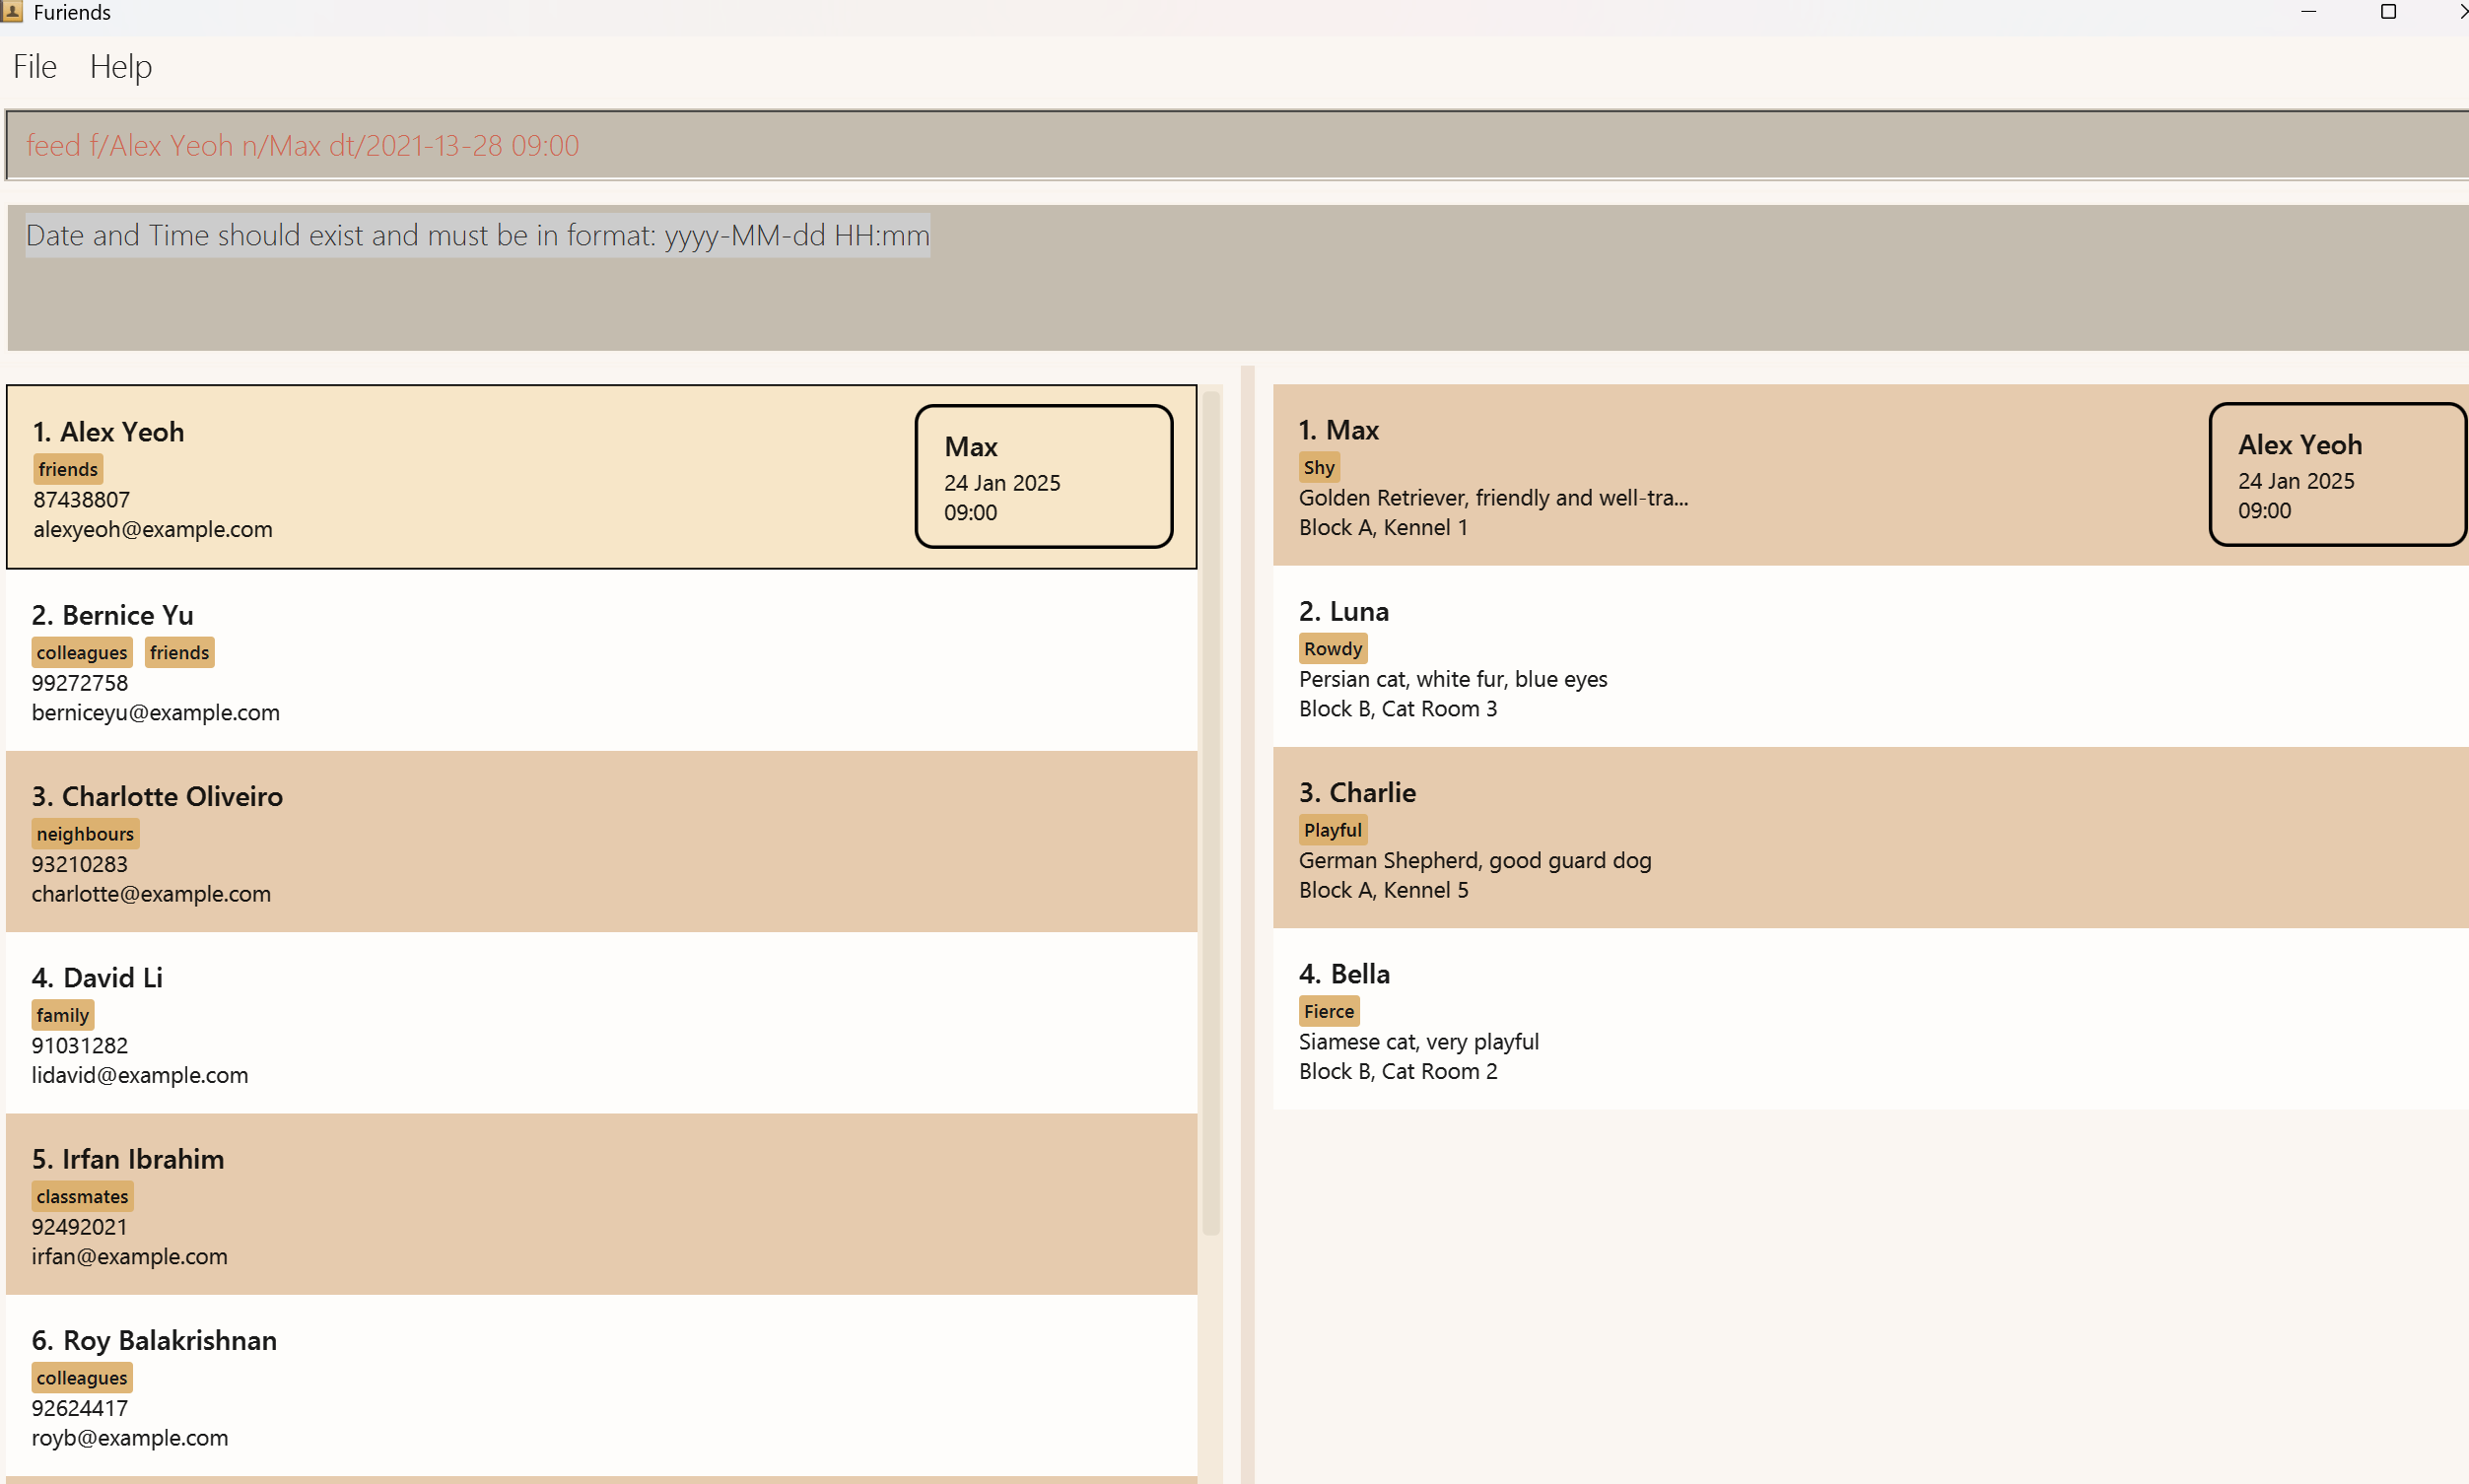 Furiends
File Help
feed f/Alex Yeoh n/Max dt/2021-13-28 09:00
Date and Time should exist and must be in format: yyyy-MM-dd HH:mm
1. Alex Yeoh
friends
87438807
alexyeoh@example.com
Max
24 Jan 2025
09:00
2. Bernice Yu
colleagues friends
99272758
berniceyu@example.com
3. Charlotte Oliveiro
neighbours
93210283
charlotte@example.com
4. David Li
family
91031282
lidavid@example.com
5. Irfan Ibrahim
classmates
92492021
irfan@example.com
6. Roy Balakrishnan
colleagues
92624417
royb@example.com
1. Max
Shy
Golden Retriever, friendly and well-tra...
Block A, Kennel 1
Alex Yeoh
24 Jan 2025
09:00
2. Luna
Rowdy
Persian cat, white fur, blue eyes
Block B, Cat Room 3
3. Charlie
Playful
German Shepherd, good guard dog
Block A, Kennel 5
4. Bella
Fierce
Siamese cat, very playful
Block B, Cat Room 2